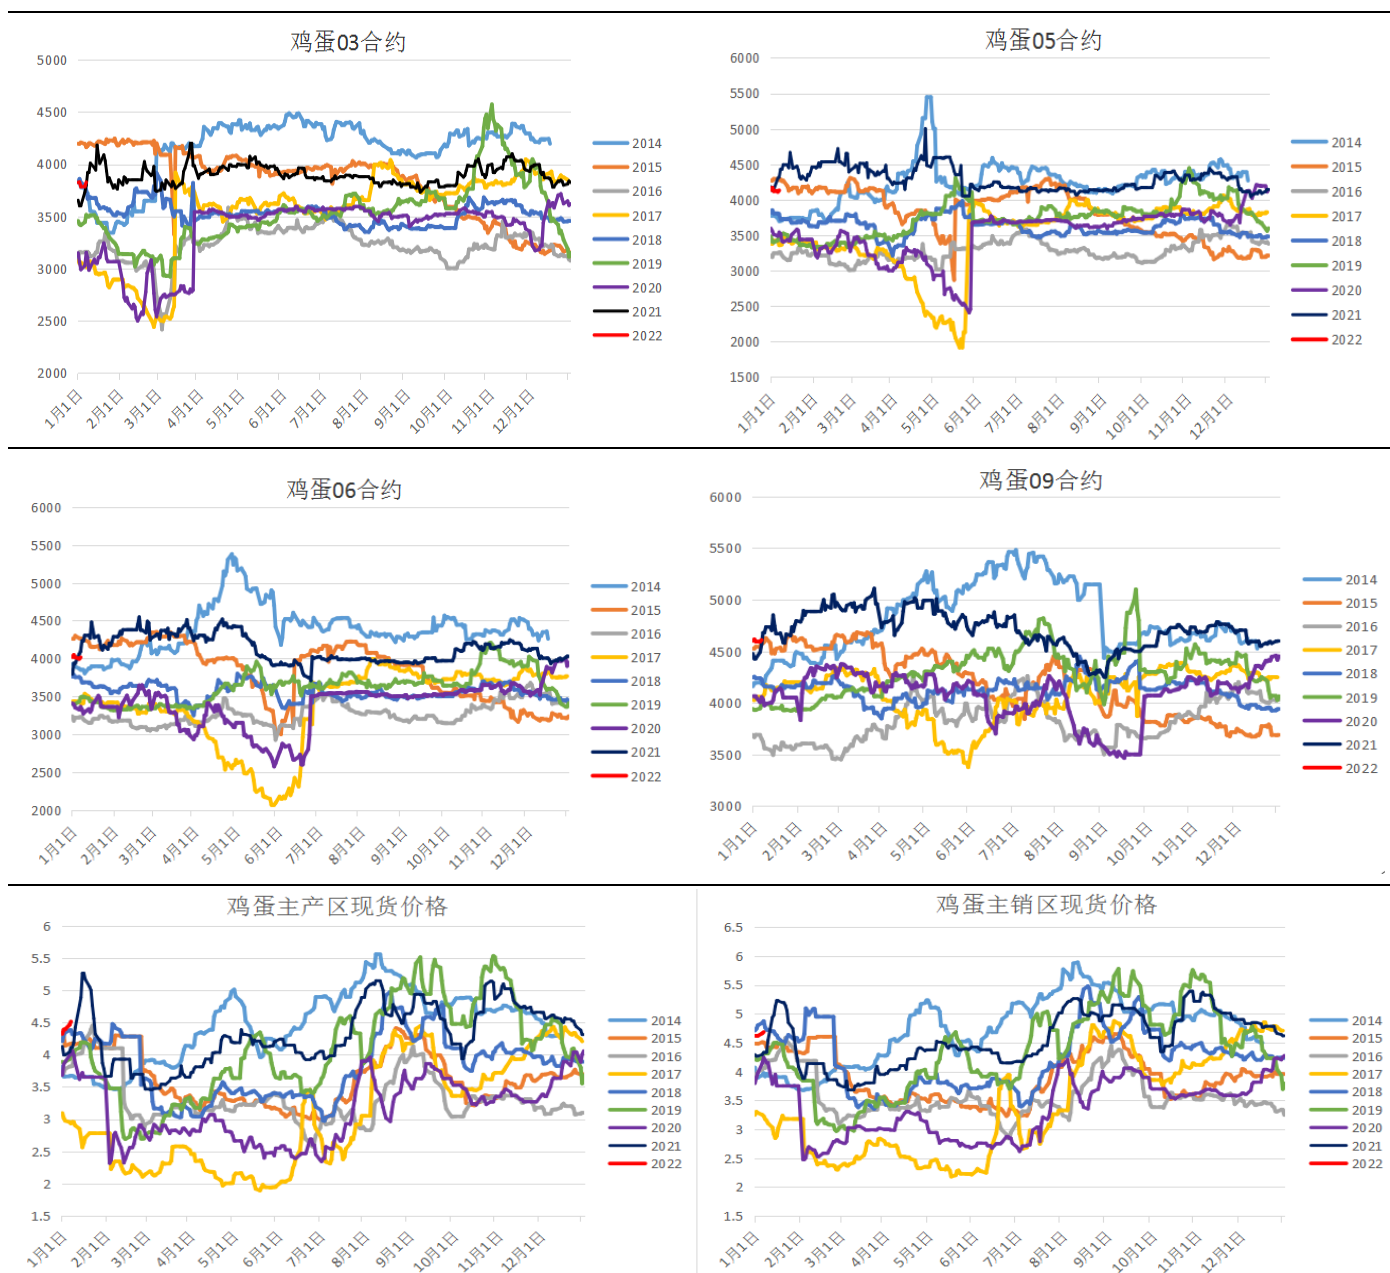 鸡蛋03合约
5000
4500
4000
3500
3000
2500
2000
1月1日
2月1日
3月1日
4月1日
5月1日
6月1日
7月1日
8月1日
9月1日
10月1日
11月1日
12月1日
2014
2015
2016
2017
2018
2019
2020
2021
2022
鸡蛋05合约
6000
5500
5000
4500
4000
3500
3000
2500
2000
1500
1月1日
2月1日
3月1日
4月1日
5月1日
6月1日
7月1日
8月1日
9月1日
10月1日
11月1日
12月1日
2014
2015
2016
2017
2018
2019
2020
2021
2022
鸡蛋06合约
6000
5500
5000
4500
4000
3500
3000
2500
2000
1月1日
2月1日
3月1日
4月1日
5月1日
6月1日
7月1日
8月1日
9月1日
10月1日
11月1日
12月1日
2014
2015
2016
2017
2018
2019
2020
2021
2022
鸡蛋09合约
6000
5500
5000
4500
4000
3500
3000
1月1日
2月1日
3月1日
4月1日
5月1日
6月1日
7月1日
8月1日
9月1日
10月1日
11月1日
12月1日
2014
2015
2016
2017
2018
2019
2020
2021
2022
鸡蛋主产区现货价格
6
5.5
5
4.5
4
3.5
3
2.5
2
1.5
1月1日
2月1日
3月1日
4月1日
5月1日
6月1日
7月1日
8月1日
9月1日
10月1日
11月1日
12月1日
2014
2015
2016
2017
2018
2019
2020
2021
2022
鸡蛋主销区现货价格
6.5
6
5.5
5
4.5
4
3.5
3
2.5
2
1.5
1月1日
2月1日
3月1日
4月1日
5月1日
6月1日
7月1日
8月1日
9月1日
10月1日
11月1日
12月1日
2014
2015
2016
2017
2018
2019
2020
2021
2022